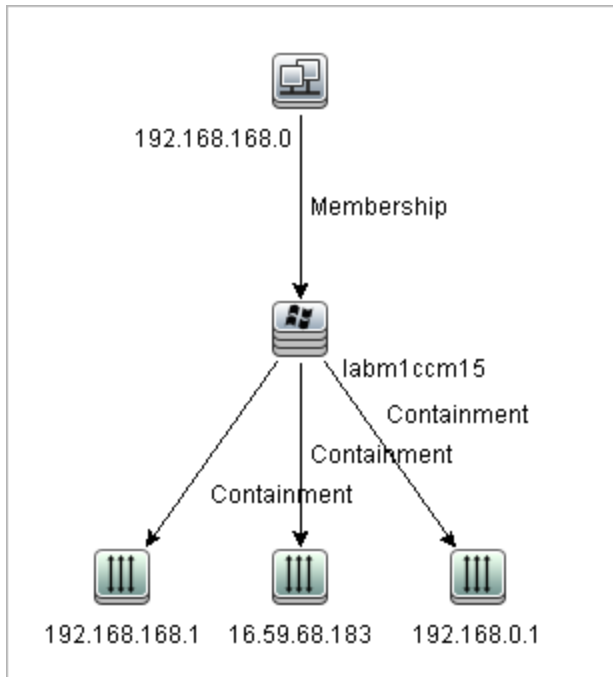 192.168.168.0
Membership
labm1ccm15
Containment
Containment
Containment
192.168.168.1
16.59.68.183
192.168.0.1